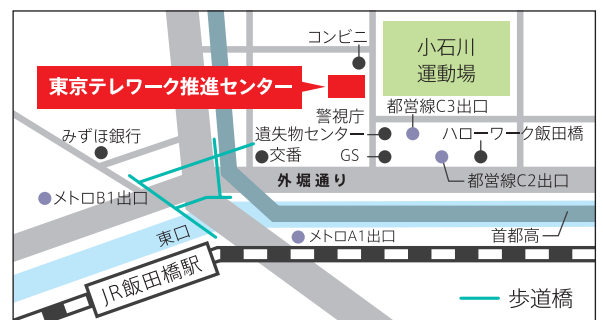 コンビニ
小石川
運動場
東京テレワーク推進センター
警視庁
遺失物センター
都営線C3出口
ハローワーク飯田橋
みずほ銀行
交番
GS
外堀通り
都営線C2出口
メトロB1出口
東口
メトロA1出口
首都高
JR飯田橋駅
歩道橋